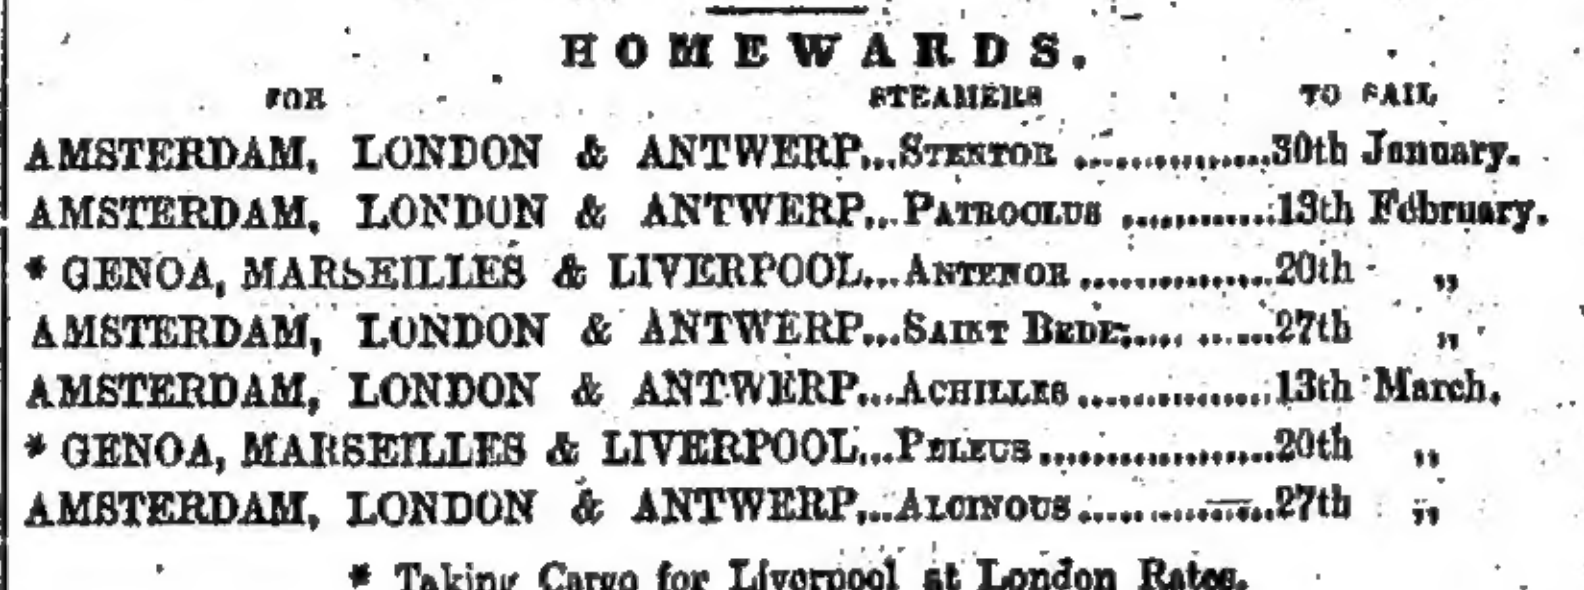 HOMEWARDS.
FOR STEAMERS TO SAIL
AMSTERDAM, LONDON & ANTWERP...STENTOR ...............30th January.
AMSTERDAM, LONDON & ANTWERP...PATROCLUS ............13th February.
* GENOA, MARSEILLES & LIVERPOOL...ANTENOR ...............20th „
AMSTERDAM, LONDON & ANTWERP...SAINT BEDE..... ......27th „
AMSTERDAM, LONDON & ANTWERP...ACHILLES ...............13th March.
* GENOA, MARSEILLES & LIVERPOOL...PELEUS ..................20th „
AMSTERDAM, LONDON & ANTWERP...ALCINOUS ...............27th „
* Taking Cargo for Liverpool at London Rates.